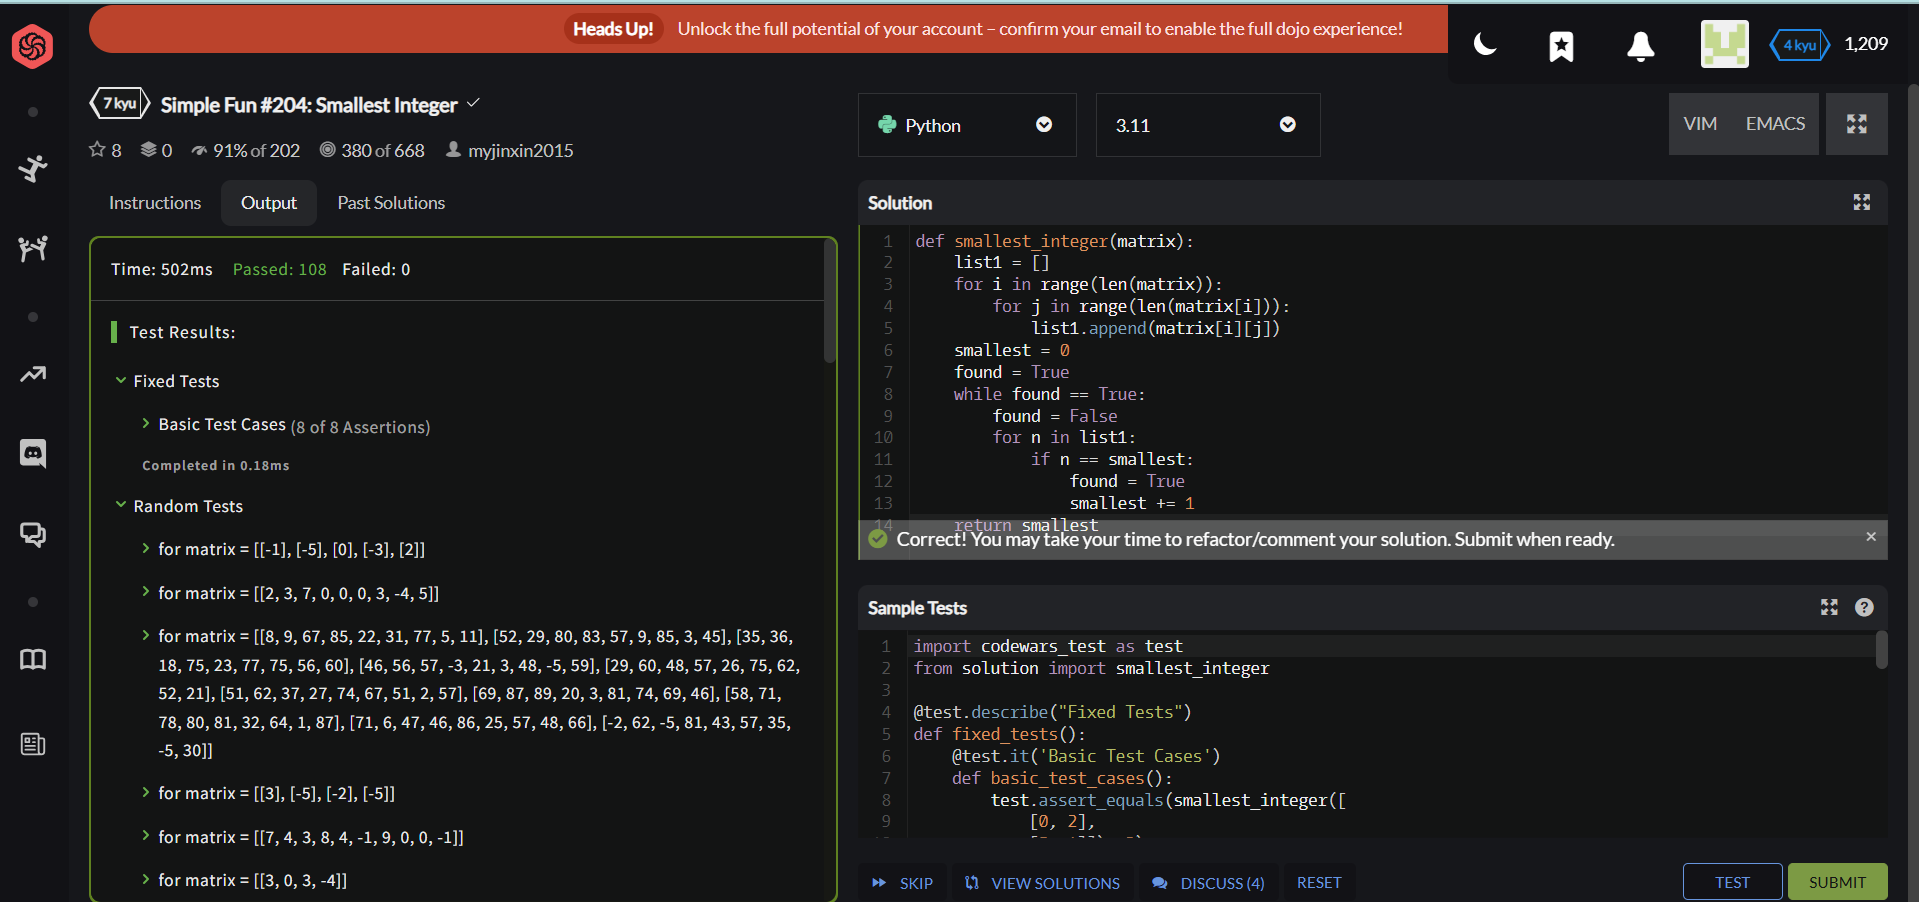 Heads Up! Unlock the full potential of your account – confirm your email to enable the full dojo experience!
4 kyu 1,209
7 kyu Simple Fun #204: Smallest Integer
8 0 91% of 202 380 of 668 myjinxin2015
Python 3.11
VIM EMACS
Instructions Output Past Solutions
Time: 502ms Passed: 108 Failed: 0
Test Results:
Fixed Tests
Basic Test Cases (8 of 8 Assertions)
Completed in 0.18ms
Random Tests
for matrix = [[-1], [-5], [0], [-3], [2]]
for matrix = [[2, 3, 7, 0, 0, 0, 3, -4, 5]]
for matrix = [[8, 9, 67, 85, 22, 31, 77, 5, 11], [52, 29, 80, 83, 57, 9, 85, 3, 45], [35, 36,
18, 75, 23, 77, 75, 56, 60], [46, 56, 57, -3, 21, 3, 48, -5, 59], [29, 60, 48, 57, 26, 75, 62,
52, 21], [51, 62, 37, 27, 74, 67, 51, 2, 57], [69, 87, 89, 20, 3, 81, 74, 69, 46], [58, 71,
78, 80, 81, 32, 64, 1, 87], [71, 6, 47, 46, 86, 25, 57, 48, 66], [-2, 62, -5, 81, 43, 57, 35,
-5, 30]]
for matrix = [[3], [-5], [-2], [-5]]
for matrix = [[7, 4, 3, 8, 4, -1, 9, 0, 0, -1]]
for matrix = [[3, 0, 3, -4]]
Solution
1 def smallest_integer(matrix):
2 list1 = []
3 for i in range(len(matrix)):
4 for j in range(len(matrix[i])):
5 list1.append(matrix[i][j])
6 smallest = 0
7 found = True
8 while found == True:
9 found = False
10 for n in list1:
11 if n == smallest:
12 found = True
13 smallest += 1
14 return smallest
Correct! You may take your time to refactor/comment your solution. Submit when ready.
Sample Tests
1 import codewars_test as test
2 from solution import smallest_integer
3
4 @test.describe("Fixed Tests")
5 def fixed_tests():
6 @test.it('Basic Test Cases')
7 def basic_test_cases():
8 test.assert_equals(smallest_integer([
9 [0, 2],
SKIP VIEW SOLUTIONS DISCUSS (4) RESET TEST SUBMIT